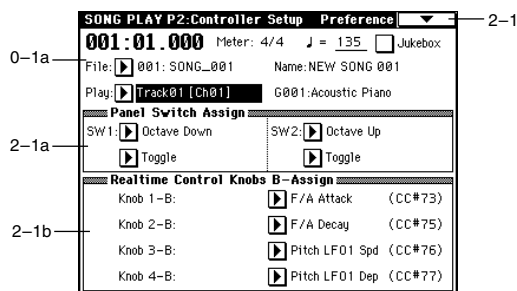 SONG PLAY P2:Controller Setup Preference
2-1
001:01.000 Meter: 4/4 ♩ = 135 Jukebox
0-1a
File: 001: SONG_001 Name: NEW SONG 001
Play: Track01 [Ch01] G001: Acoustic Piano
Panel Switch Assign
SW1: Octave Down SW2: Octave Up
2-1a
Toggle Toggle
Realtime Control Knobs B-Assign
Knob 1-B: F/A Attack (CC#73)
Knob 2-B: F/A Decay (CC#75)
2-1b
Knob 3-B: Pitch LFO1 Spd (CC#76)
Knob 4-B: Pitch LFO1 Dep (CC#77)